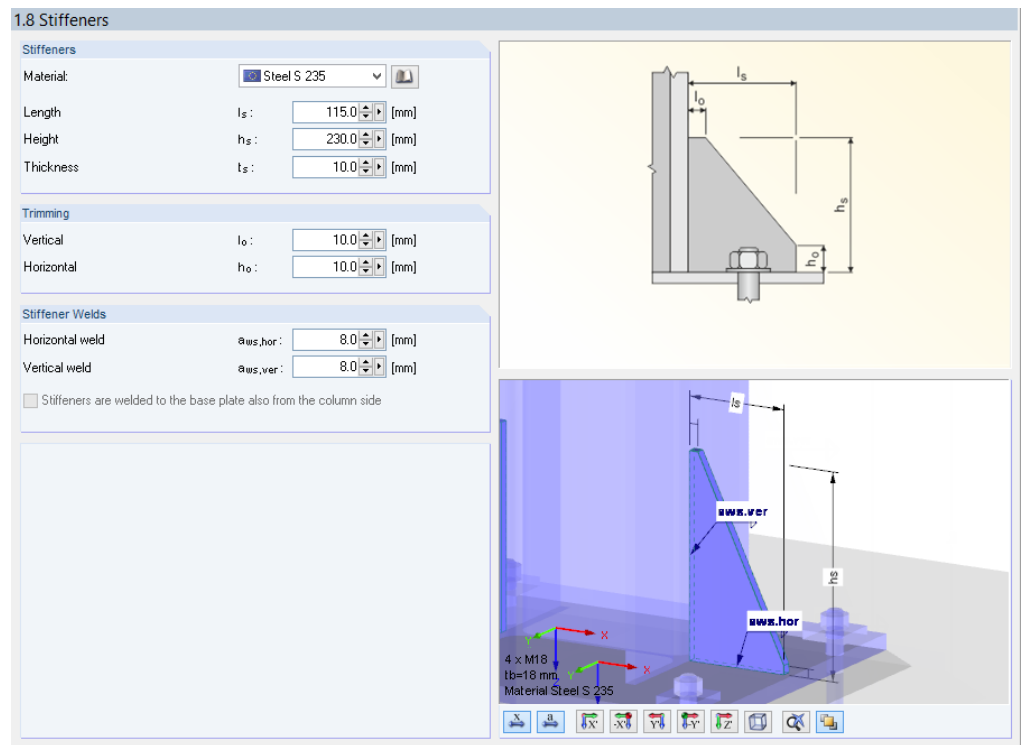 1.8 Stiffeners
Stiffeners
Material: Steel S 235
Length ls : 115.0 [mm]
Height hs : 230.0 [mm]
Thickness ts : 10.0 [mm]
Trimming
Vertical lo : 10.0 [mm]
Horizontal ho : 10.0 [mm]
Stiffener Welds
Horizontal weld aws,hor : 8.0 [mm]
Vertical weld aws,ver : 8.0 [mm]
Stiffeners are welded to the base plate also from the column side
ls
lo
hs
ho
ls
aws.ver
hs
aws.hor
Y X
Z Y X
4 x M18
tb=18 mm
Material Steel S 235
X a X' -X' Y' -Y' Z'